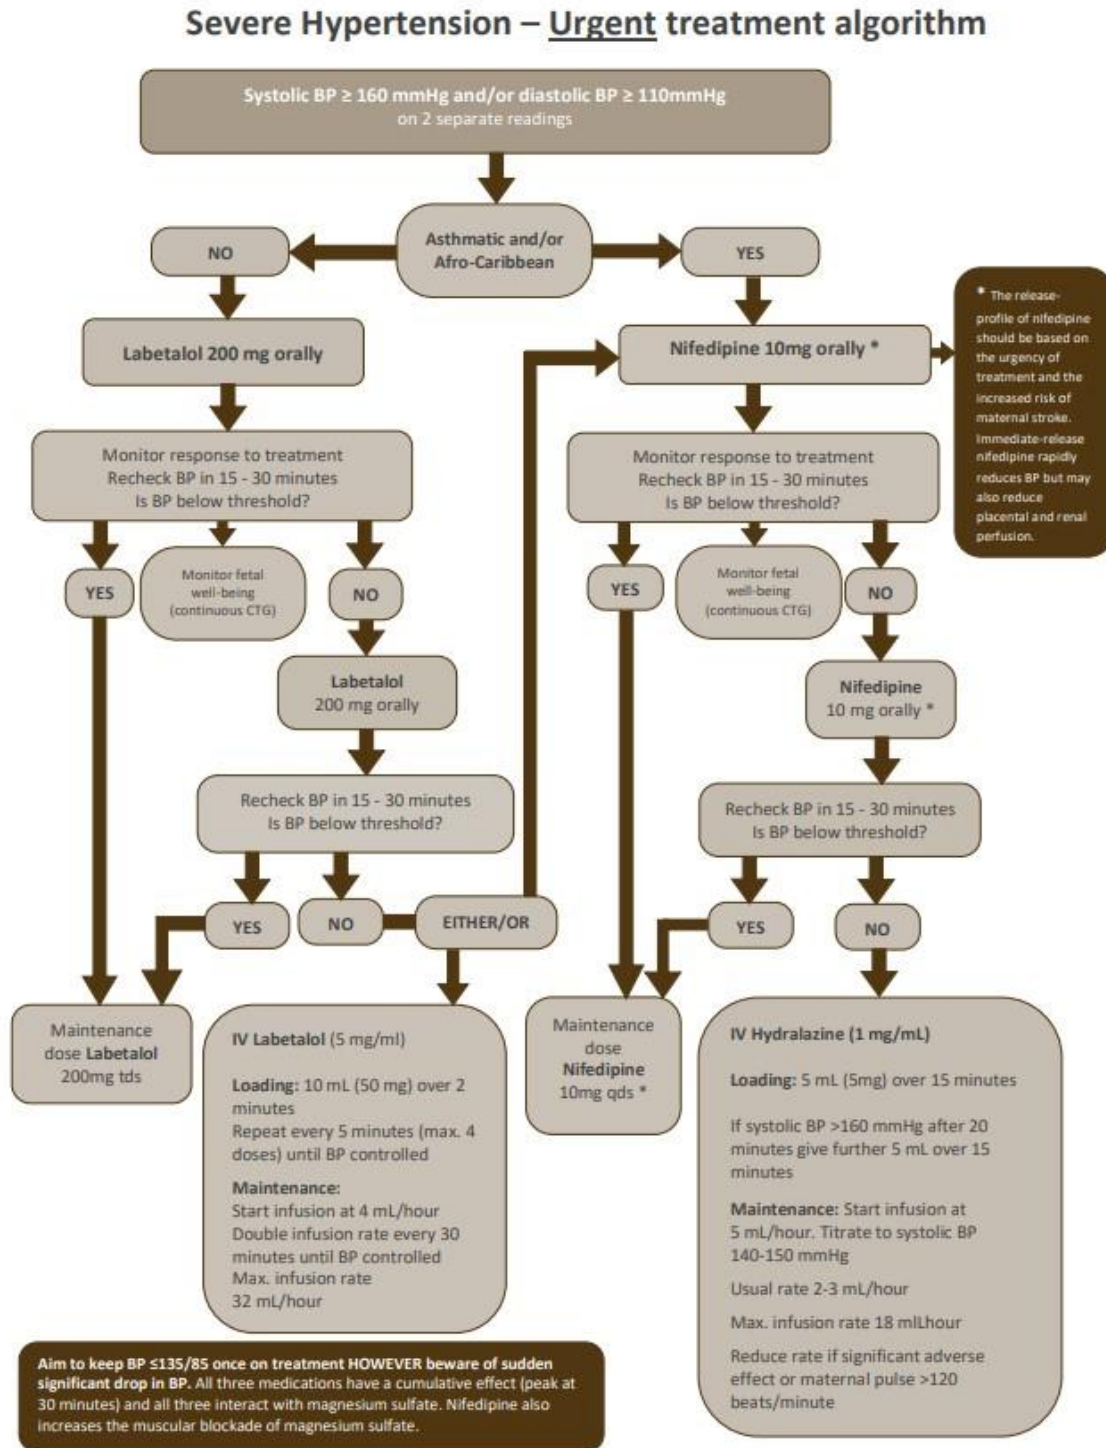 Severe Hypertension – Urgent treatment algorithm
Systolic BP ≥ 160 mmHg and/or diastolic BP ≥ 110mmHg
on 2 separate readings
Asthmatic and/or
Afro-Caribbean
NO
YES
Labetalol 200 mg orally
Nifedipine 10mg orally *
* The release-
profile of nifedipine
should be based on
the urgency of
treatment and the
increased risk of
maternal stroke.
Immediate-release
nifedipine rapidly
reduces BP but may
also reduce
placental and renal
perfusion.
Monitor response to treatment
Recheck BP in 15 - 30 minutes
Is BP below threshold?
YES
Monitor fetal
well-being
(continuous CTG)
NO
Labetalol
200 mg orally
Recheck BP in 15 - 30 minutes
Is BP below threshold?
YES
NO
EITHER/OR
Maintenance
dose Labetalol
200mg tds
IV Labetalol (5 mg/ml)
Loading: 10 mL (50 mg) over 2
minutes
Repeat every 5 minutes (max. 4
doses) until BP controlled
Maintenance:
Start infusion at 4 mL/hour
Double infusion rate every 30
minutes until BP controlled
Max. infusion rate
32 mL/hour
Monitor response to treatment
Recheck BP in 15 - 30 minutes
Is BP below threshold?
YES
Monitor fetal
well-being
(continuous CTG)
NO
Nifedipine
10 mg orally *
Recheck BP in 15 - 30 minutes
Is BP below threshold?
YES
NO
Maintenance
dose
Nifedipine
10mg qds *
IV Hydralazine (1 mg/mL)
Loading: 5 mL (5mg) over 15 minutes
If systolic BP >160 mmHg after 20
minutes give further 5 mL over 15
minutes
Maintenance: Start infusion at
5 mL/hour. Titrate to systolic BP
140-150 mmHg
Usual rate 2-3 mL/hour
Max. infusion rate 18 mlLhour
Reduce rate if significant adverse
effect or maternal pulse >120
beats/minute
Aim to keep BP ≤135/85 once on treatment HOWEVER beware of sudden
significant drop in BP. All three medications have a cumulative effect (peak at
30 minutes) and all three interact with magnesium sulfate. Nifedipine also
increases the muscular blockade of magnesium sulfate.